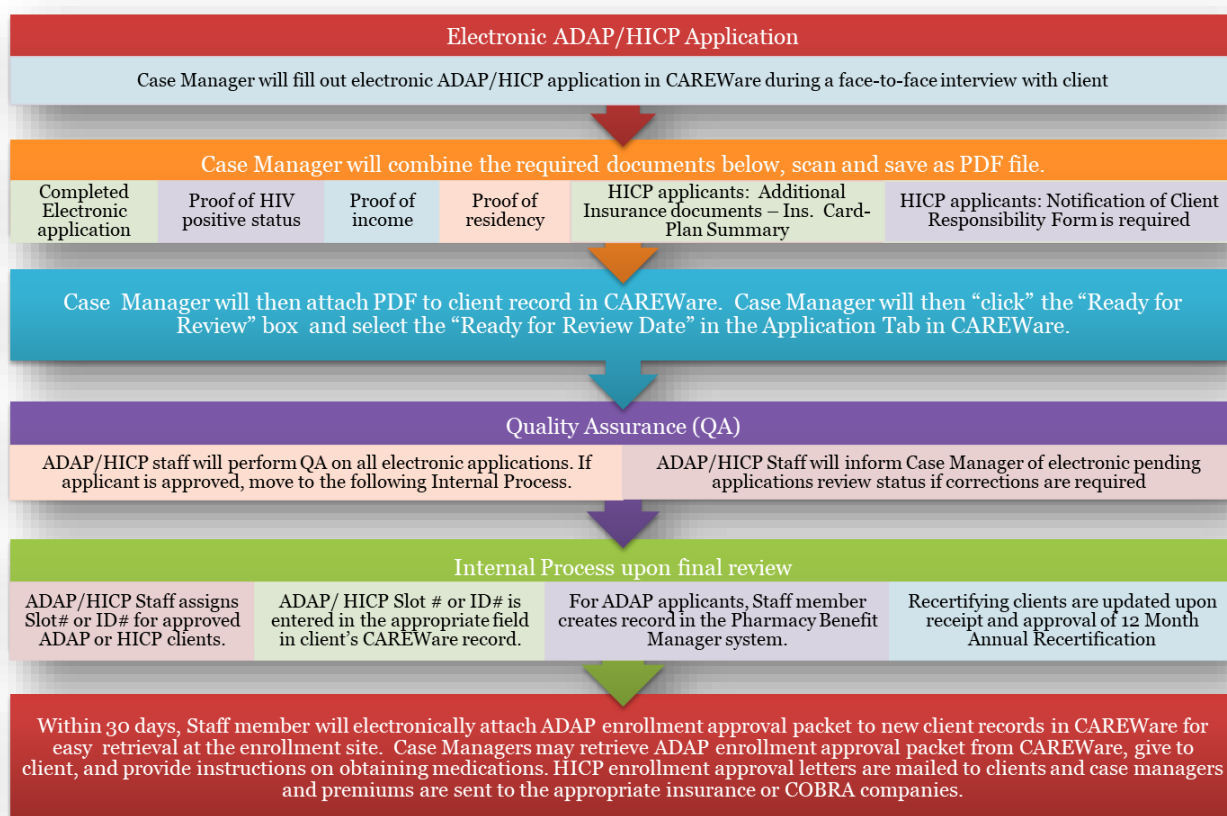 Electronic ADAP/HICP Application
Case Manager will fill out electronic ADAP/HICP application in CAREWare during a face-to-face interview with client
Case Manager will combine the required documents below, scan and save as PDF file.
Completed
Electronic
application
Proof of HIV
positive status
Proof of
income
Proof of
residency
HICP applicants: Additional
Insurance documents – Ins. Card-
Plan Summary
HICP applicants: Notification of Client
Responsibility Form is required
Case Manager will then attach PDF to client record in CAREWare. Case Manager will then “click” the “Ready for
Review” box and select the “Ready for Review Date” in the Application Tab in CAREWare.
Quality Assurance (QA)
ADAP/HICP staff will perform QA on all electronic applications. If
applicant is approved, move to the following Internal Process.
ADAP/HICP Staff will inform Case Manager of electronic pending
applications review status if corrections are required
Internal Process upon final review
ADAP/HICP Staff assigns
Slot# or ID# for approved
ADAP or HICP clients.
ADAP/ HICP Slot # or ID# is
entered in the appropriate field
in client’s CAREWare record.
For ADAP applicants, Staff member
creates record in the Pharmacy Benefit
Manager system.
Recertifying clients are updated upon
receipt and approval of 12 Month
Annual Recertification
Within 30 days, Staff member will electronically attach ADAP enrollment approval packet to new client records in CAREWare for
easy retrieval at the enrollment site. Case Managers may retrieve ADAP enrollment approval packet from CAREWare, give to
client, and provide instructions on obtaining medications. HICP enrollment approval letters are mailed to clients and case managers
and premiums are sent to the appropriate insurance or COBRA companies.